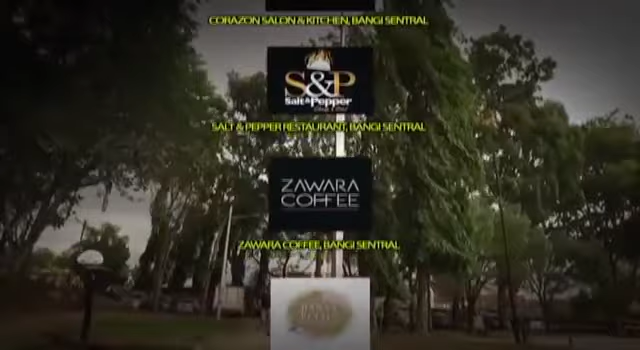 CORAZON SALON & KITCHEN, BANGI SENTRAL
S&P
Salt&Pepper
SALT & PEPPER RESTAURANT, BANGI SENTRAL
ZAWARA
COFFEE
ZAWARA COFFEE, BANGI SENTRAL